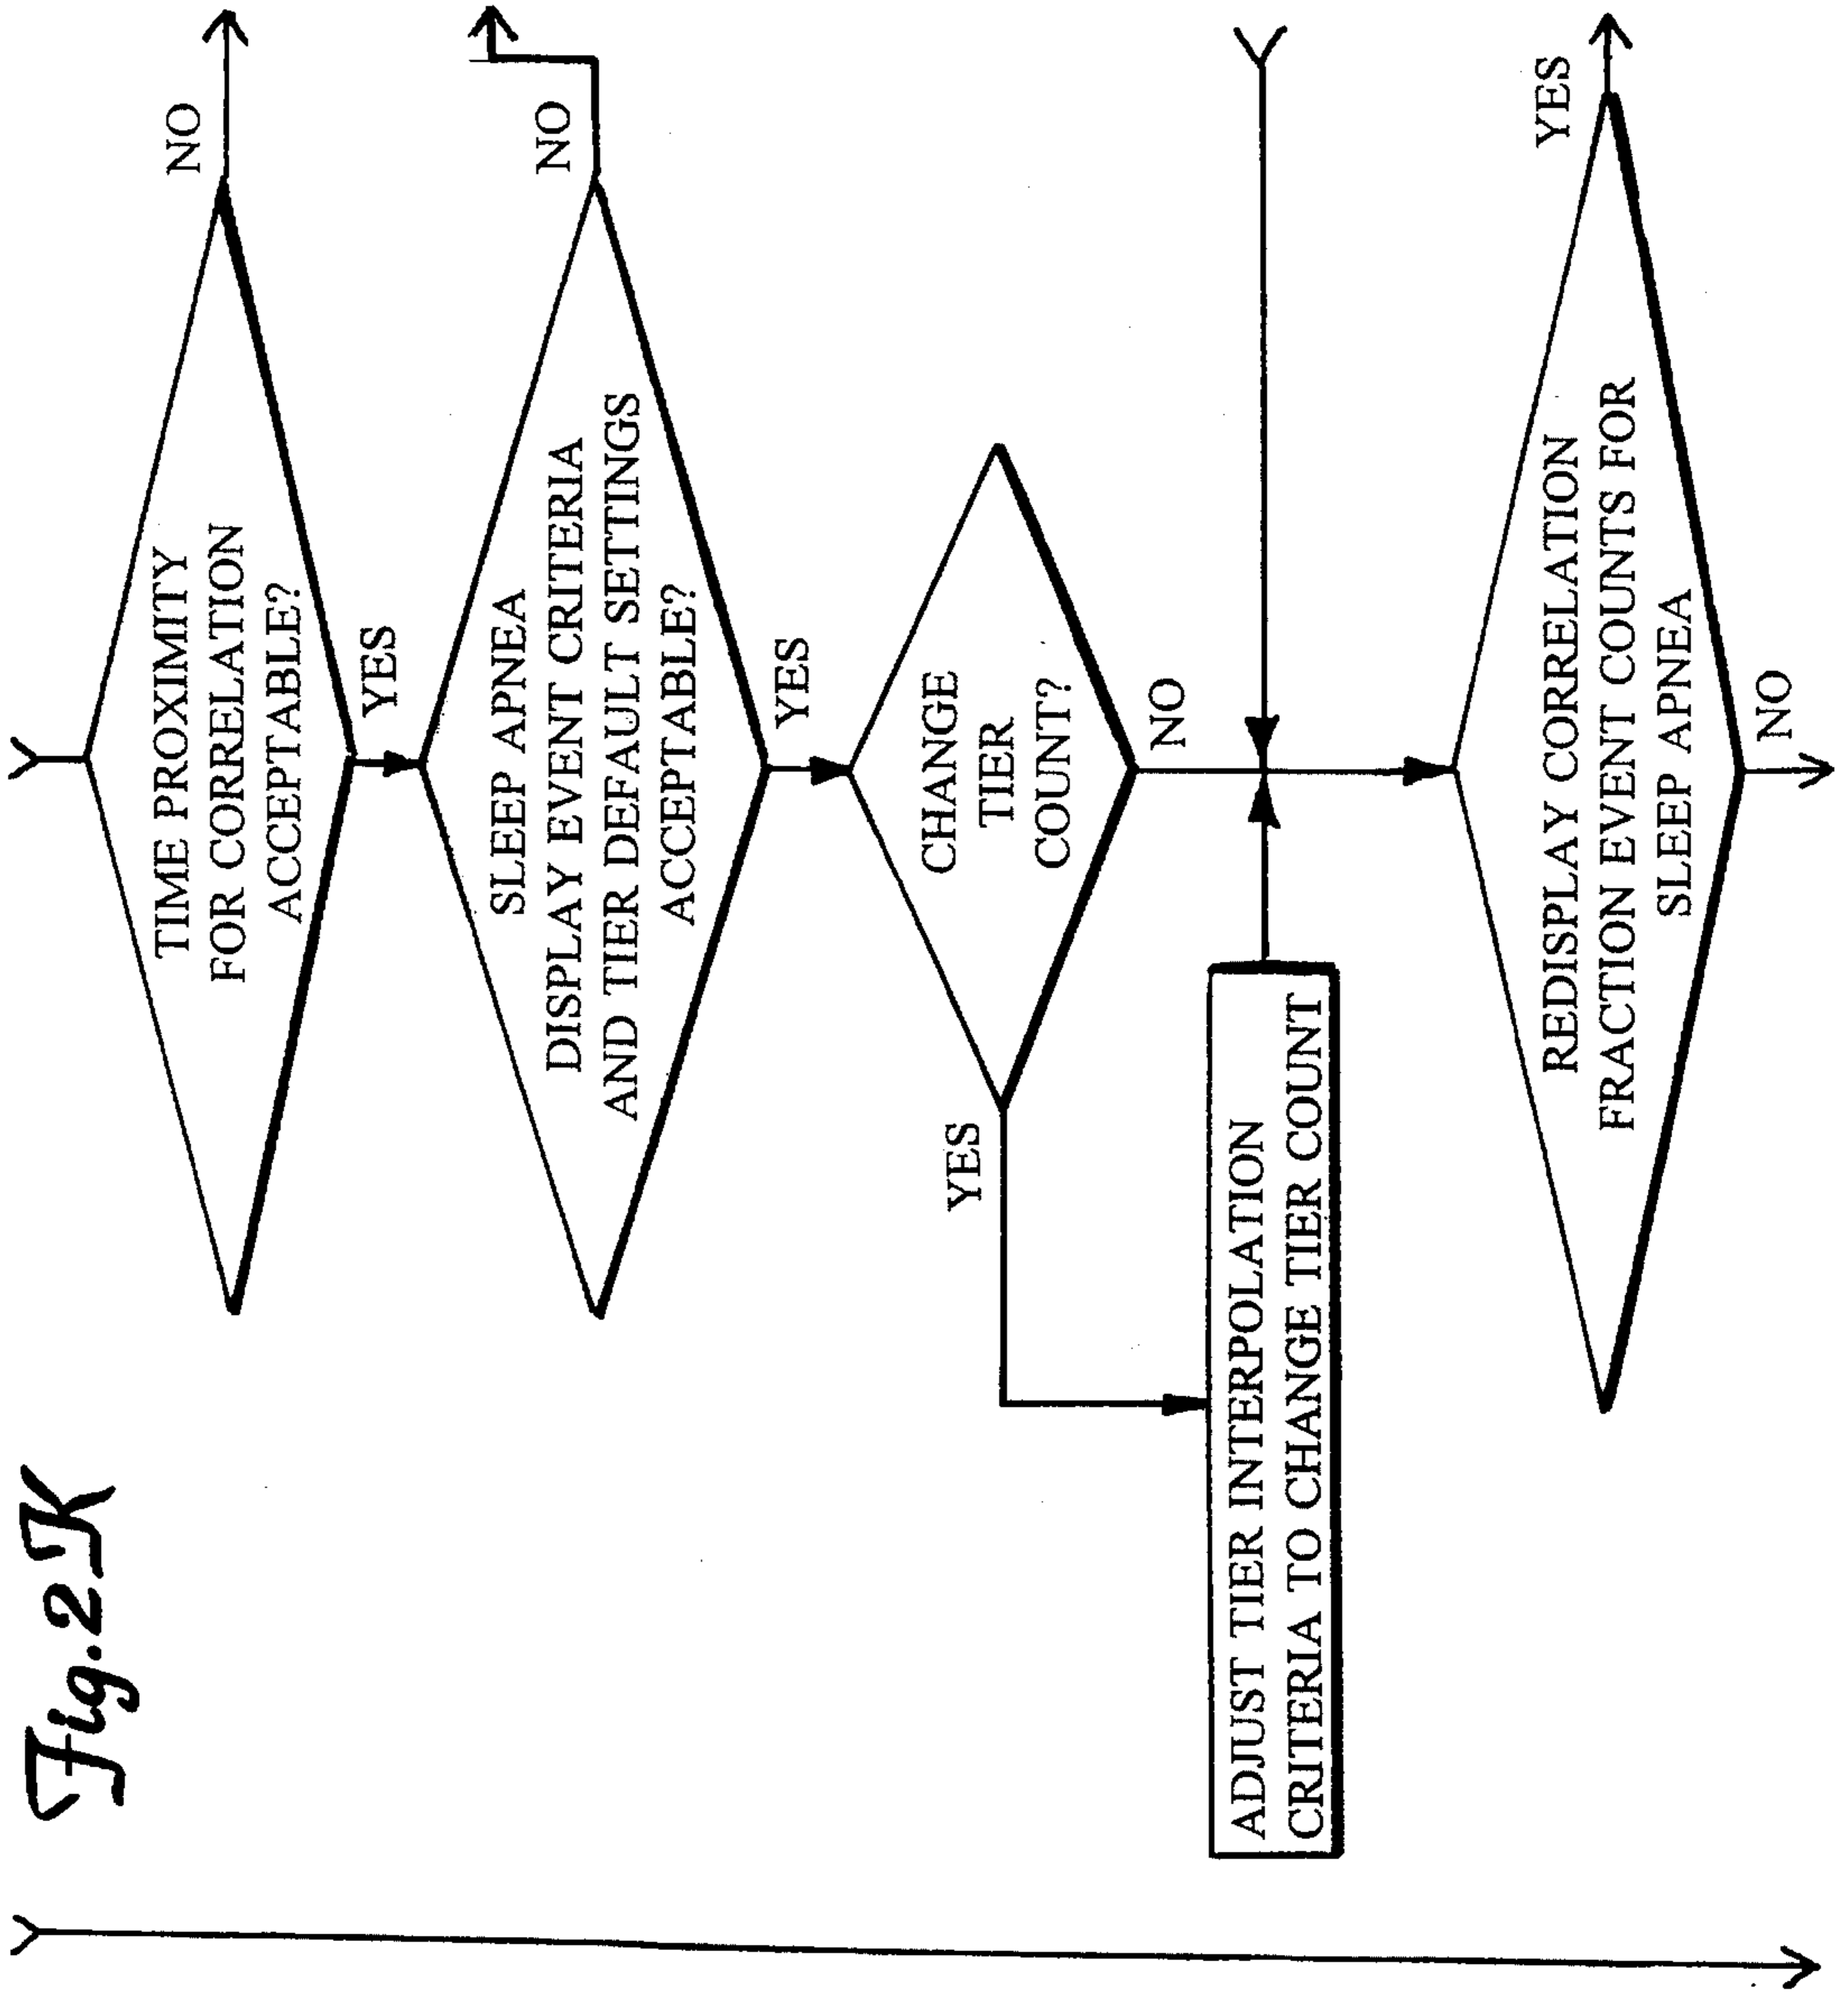 Fig. 2K
TIME PROXIMITY
FOR CORRELATION
ACCEPTABLE?
NO
YES
SLEEP APNEA
DISPLAY EVENT CRITERIA
AND TIER DEFAULT SETTINGS
ACCEPTABLE?
NO
YES
CHANGE
TIER
COUNT?
YES
NO
ADJUST TIER INTERPOLATION
CRITERIA TO CHANGE TIER COUNT
REDISPLAY CORRELATION
FRACTION EVENT COUNTS FOR
SLEEP APNEA
YES
NO